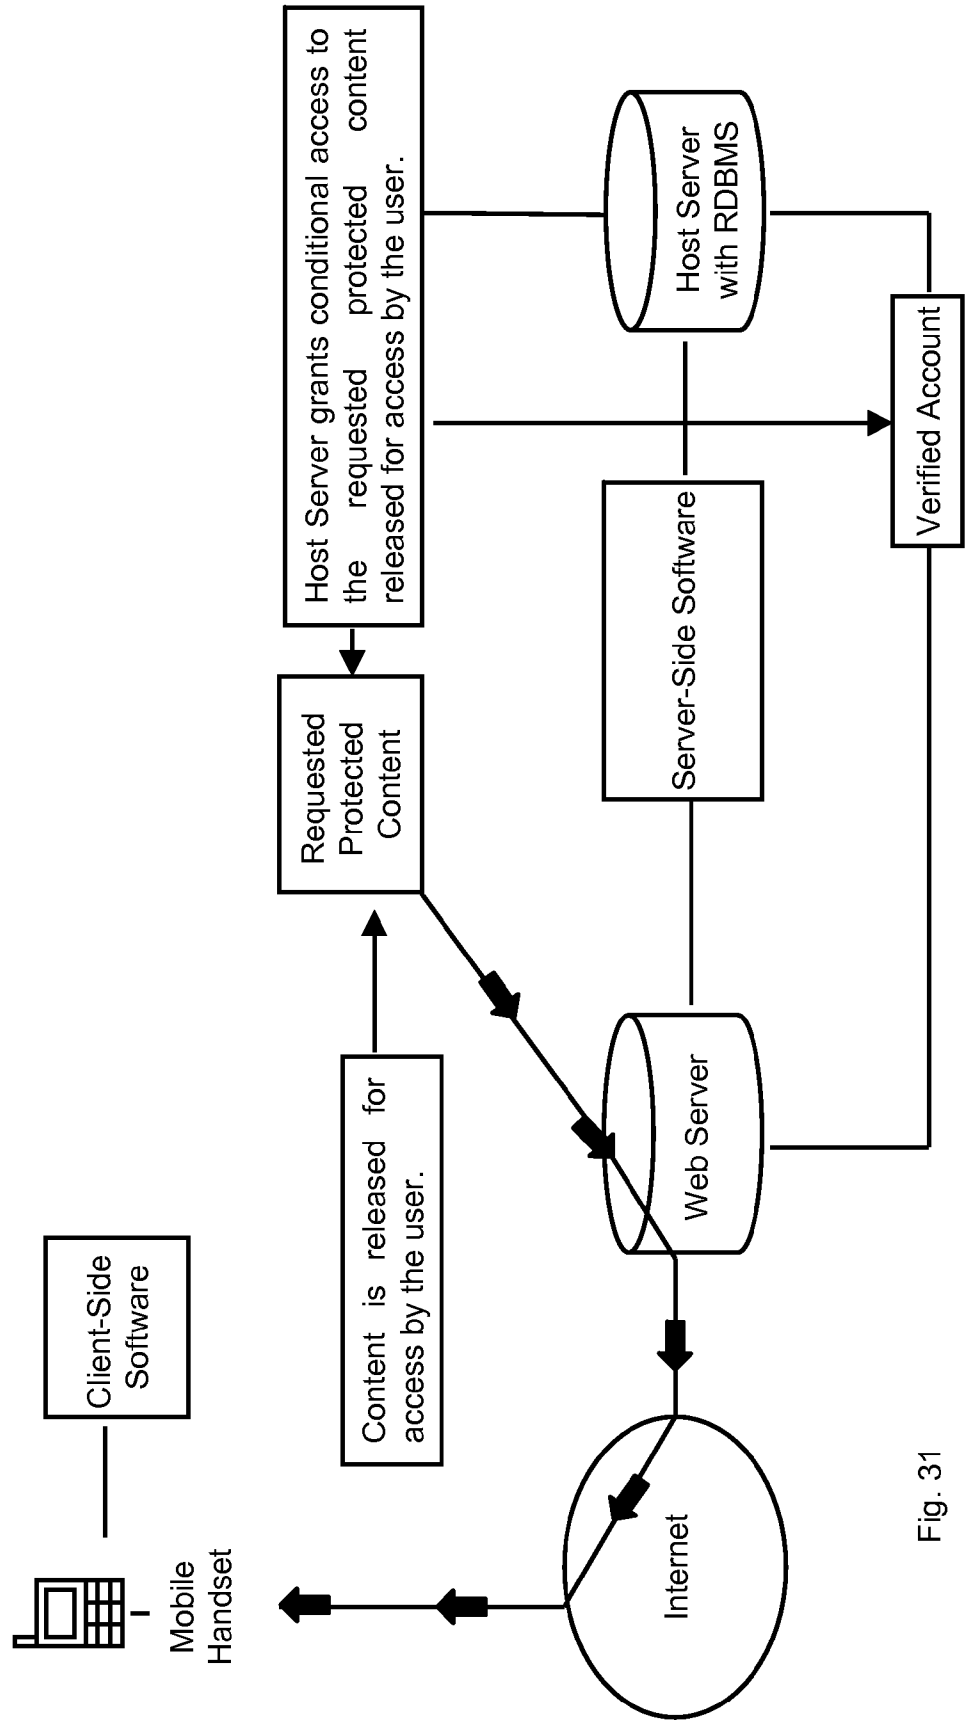 Client-Side
Software
Mobile
Handset
Host Server grants conditional access to
the requested protected content
released for access by the user.
Requested
Protected
Content
Content is released for
access by the user.
Host Server
with RDBMS
Server-Side Software
Web Server
Internet
Verified Account
Fig. 31